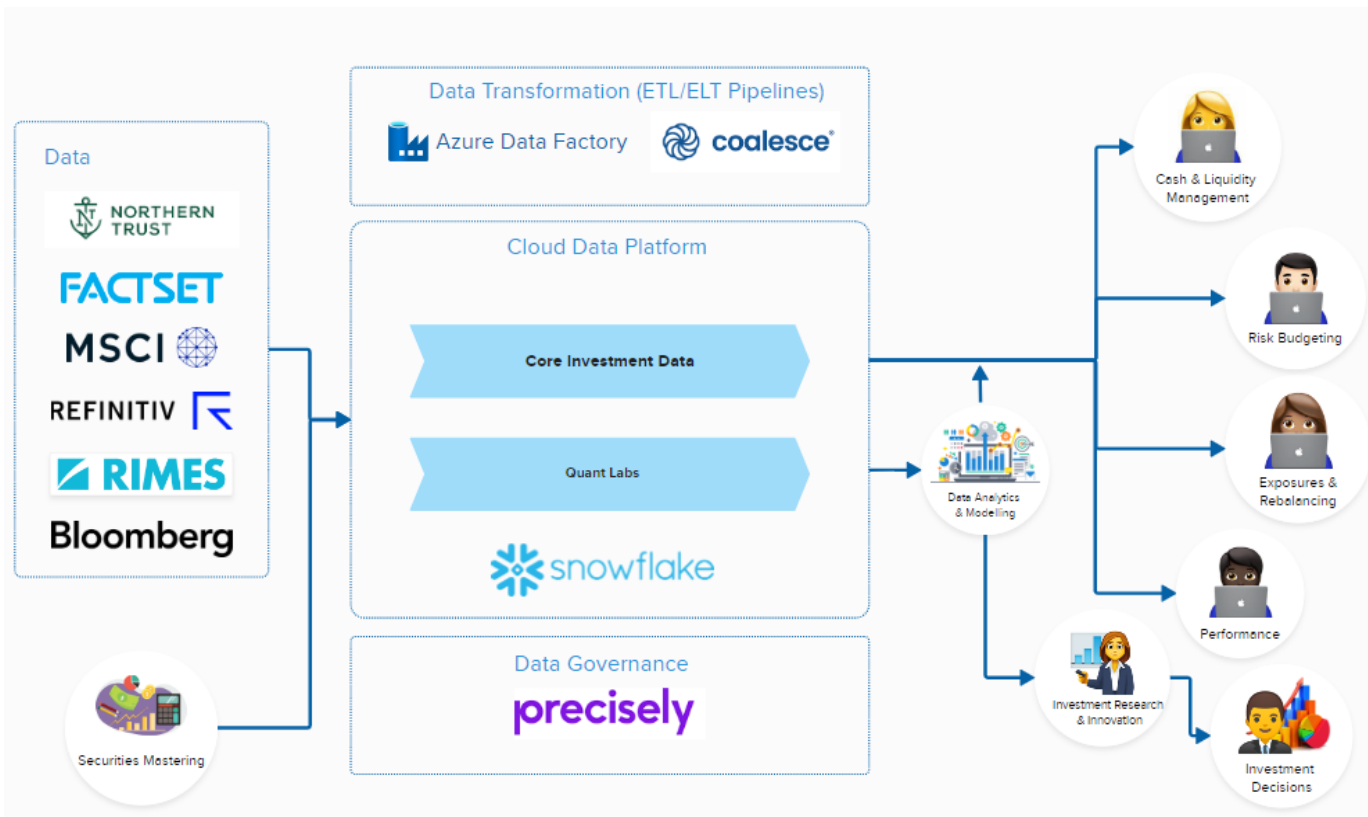 Data
NORTHERN
TRUST
FACTSET
MSCI
REFINITIV
RIMES
Bloomberg
Securities Mastering
Data Transformation (ETL/ELT Pipelines)
Azure Data Factory
coalesce®
Cloud Data Platform
Core Investment Data
Quant Labs
snowflake
Data Governance
precisely
Data Analytics
& Modelling
Cash & Liquidity
Management
Risk Budgeting
Exposures &
Rebalancing
Performance
Investment Research
& Innovation
Investment
Decisions